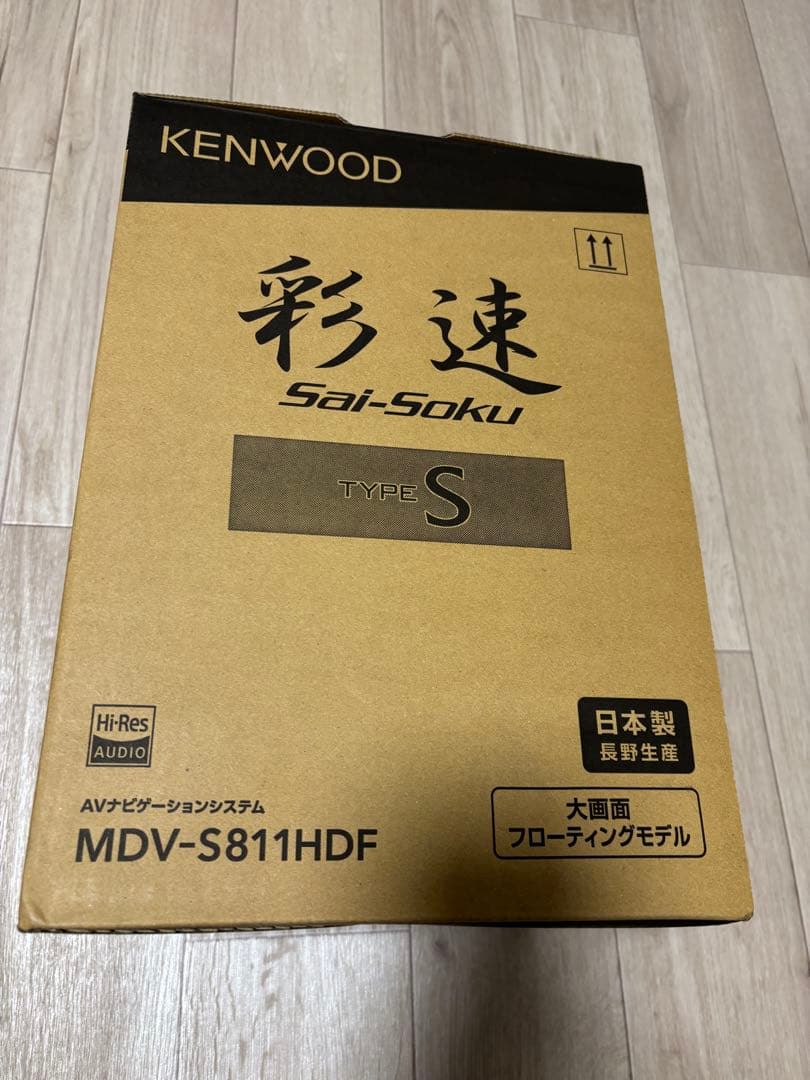 KENWOOD
彩速
Sai-Soku
TYPE S
Hi-Res
AUDIO
日本製
長野生産
AVナビゲーションシステム
MDV-S811HDF
大画面
フローティングモデル